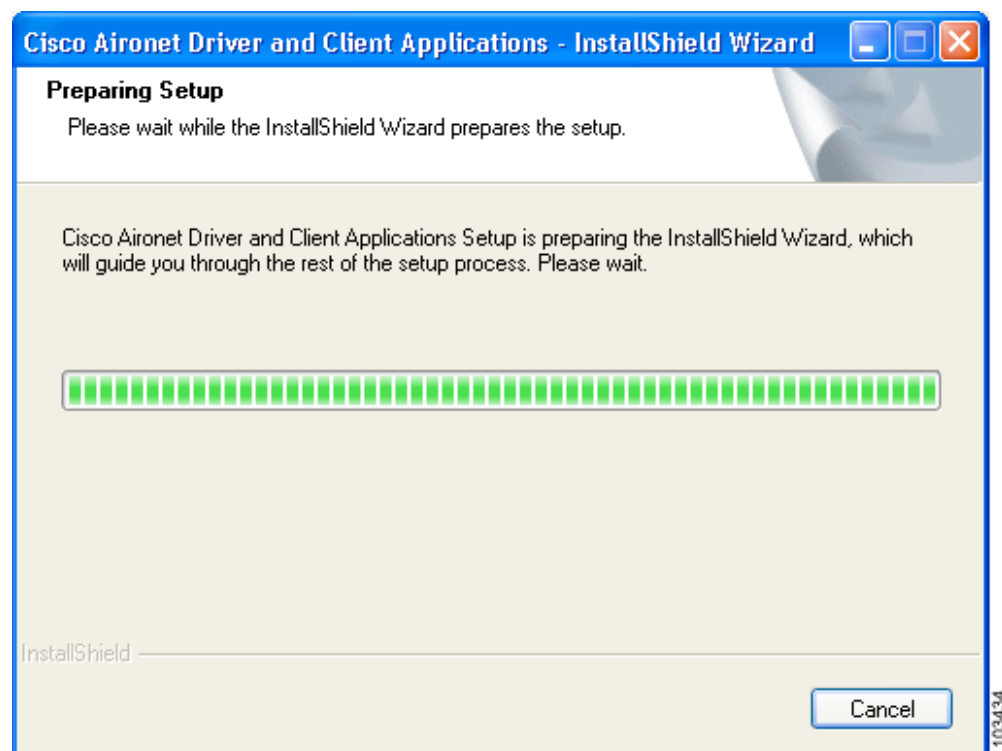 Cisco Aironet Driver and Client Applications - InstallShield Wizard
Preparing Setup
Please wait while the InstallShield Wizard prepares the setup.
Cisco Aironet Driver and Client Applications Setup is preparing the InstallShield Wizard, which
will guide you through the rest of the setup process. Please wait.
InstallShield
Cancel
103434